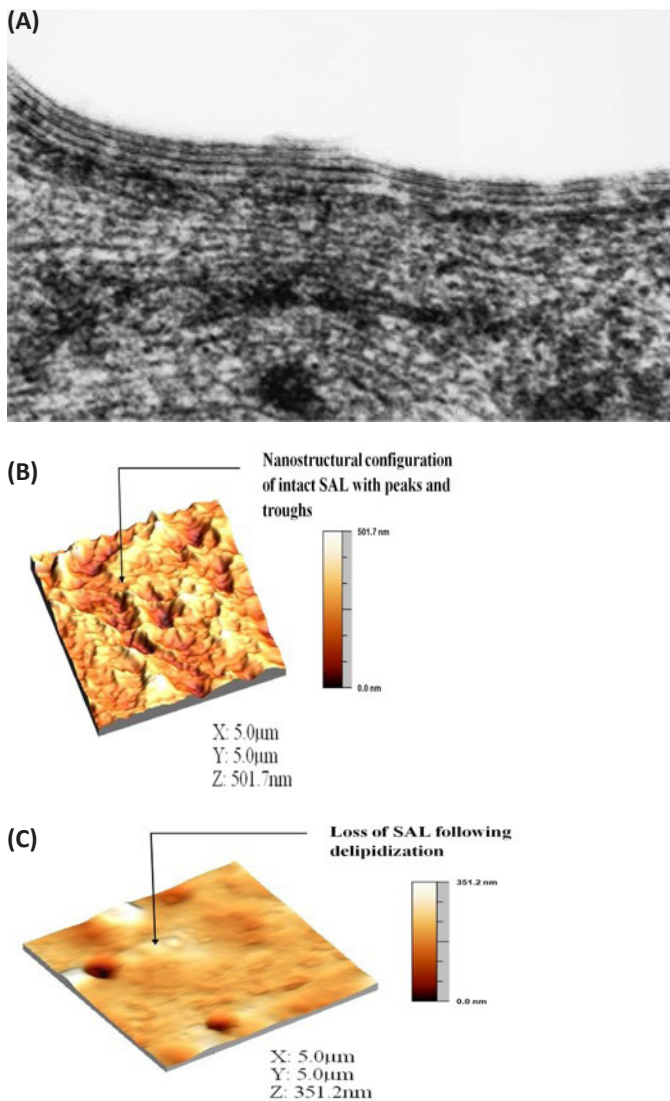 (A)
(B)
Nanostructural configuration
of intact SAL with peaks and
troughs
501.7 nm
0.0 nm
X: 5.0μm
Y: 5.0μm
Z: 501.7nm
(C)
Loss of SAL following
delipidization
351.2 nm
0.0 nm
X: 5.0μm
Y: 5.0μm
Z: 351.2nm